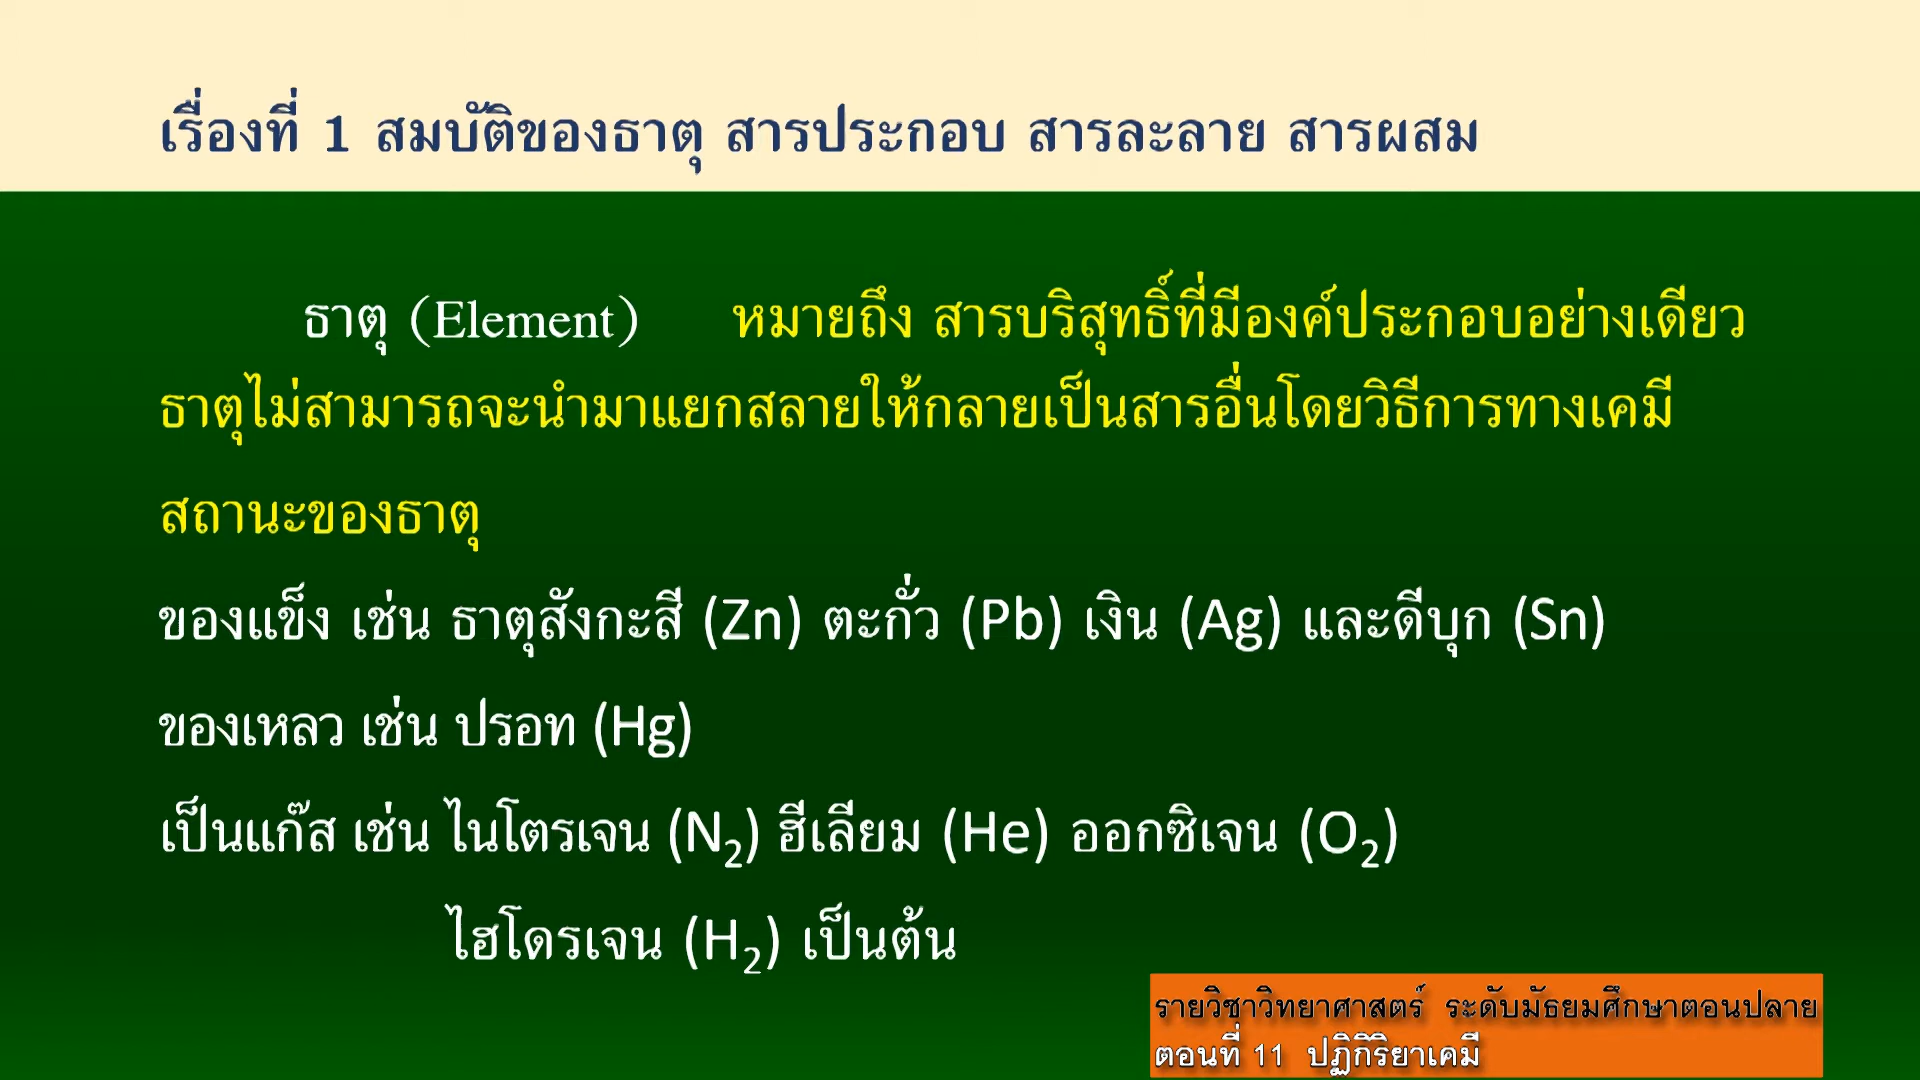 เรื่องที่ 1 สมบัติของธาตุ สารประกอบ สารละลาย สารผสม
ธาตุ (Element) หมายถึง สารบริสุทธิ์ที่มีองค์ประกอบอย่างเดียว
ธาตุไม่สามารถจะนำมาแยกสลายให้กลายเป็นสารอื่นโดยวิธีการทางเคมี
สถานะของธาตุ
ของแข็ง เช่น ธาตุสังกะสี (Zn) ตะกั่ว (Pb) เงิน (Ag) และดีบุก (Sn)
ของเหลว เช่น ปรอท (Hg)
เป็นแก๊ส เช่น ไนโตรเจน (N₂) ฮีเลียม (He) ออกซิเจน (O₂)
ไฮโดรเจน (H₂) เป็นต้น
รายวิชาวิทยาศาสตร์ ระดับมัธยมศึกษาตอนปลาย
ตอนที่ 11 ปฏิกิริยาเคมี